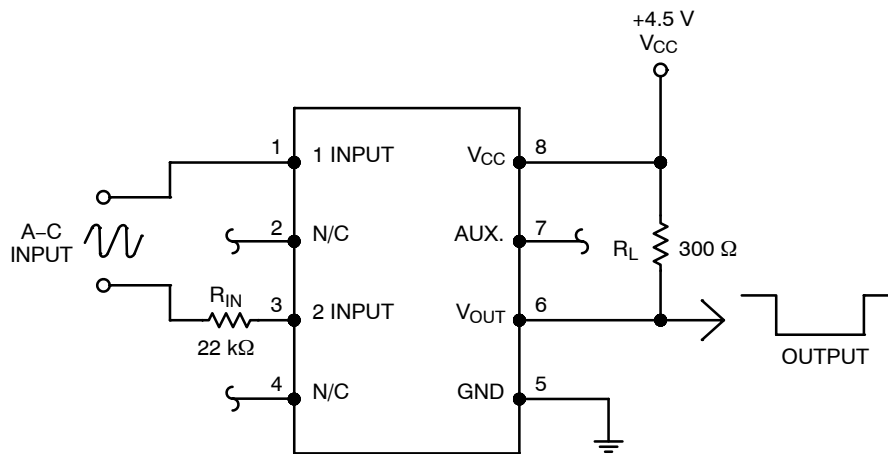 +4.5 V
VCC
1 1 INPUT VCC 8
A–C
INPUT
2 N/C AUX. 7
RL 300 Ω
RIN
22 kΩ
3 2 INPUT VOUT 6
OUTPUT
4 N/C GND 5